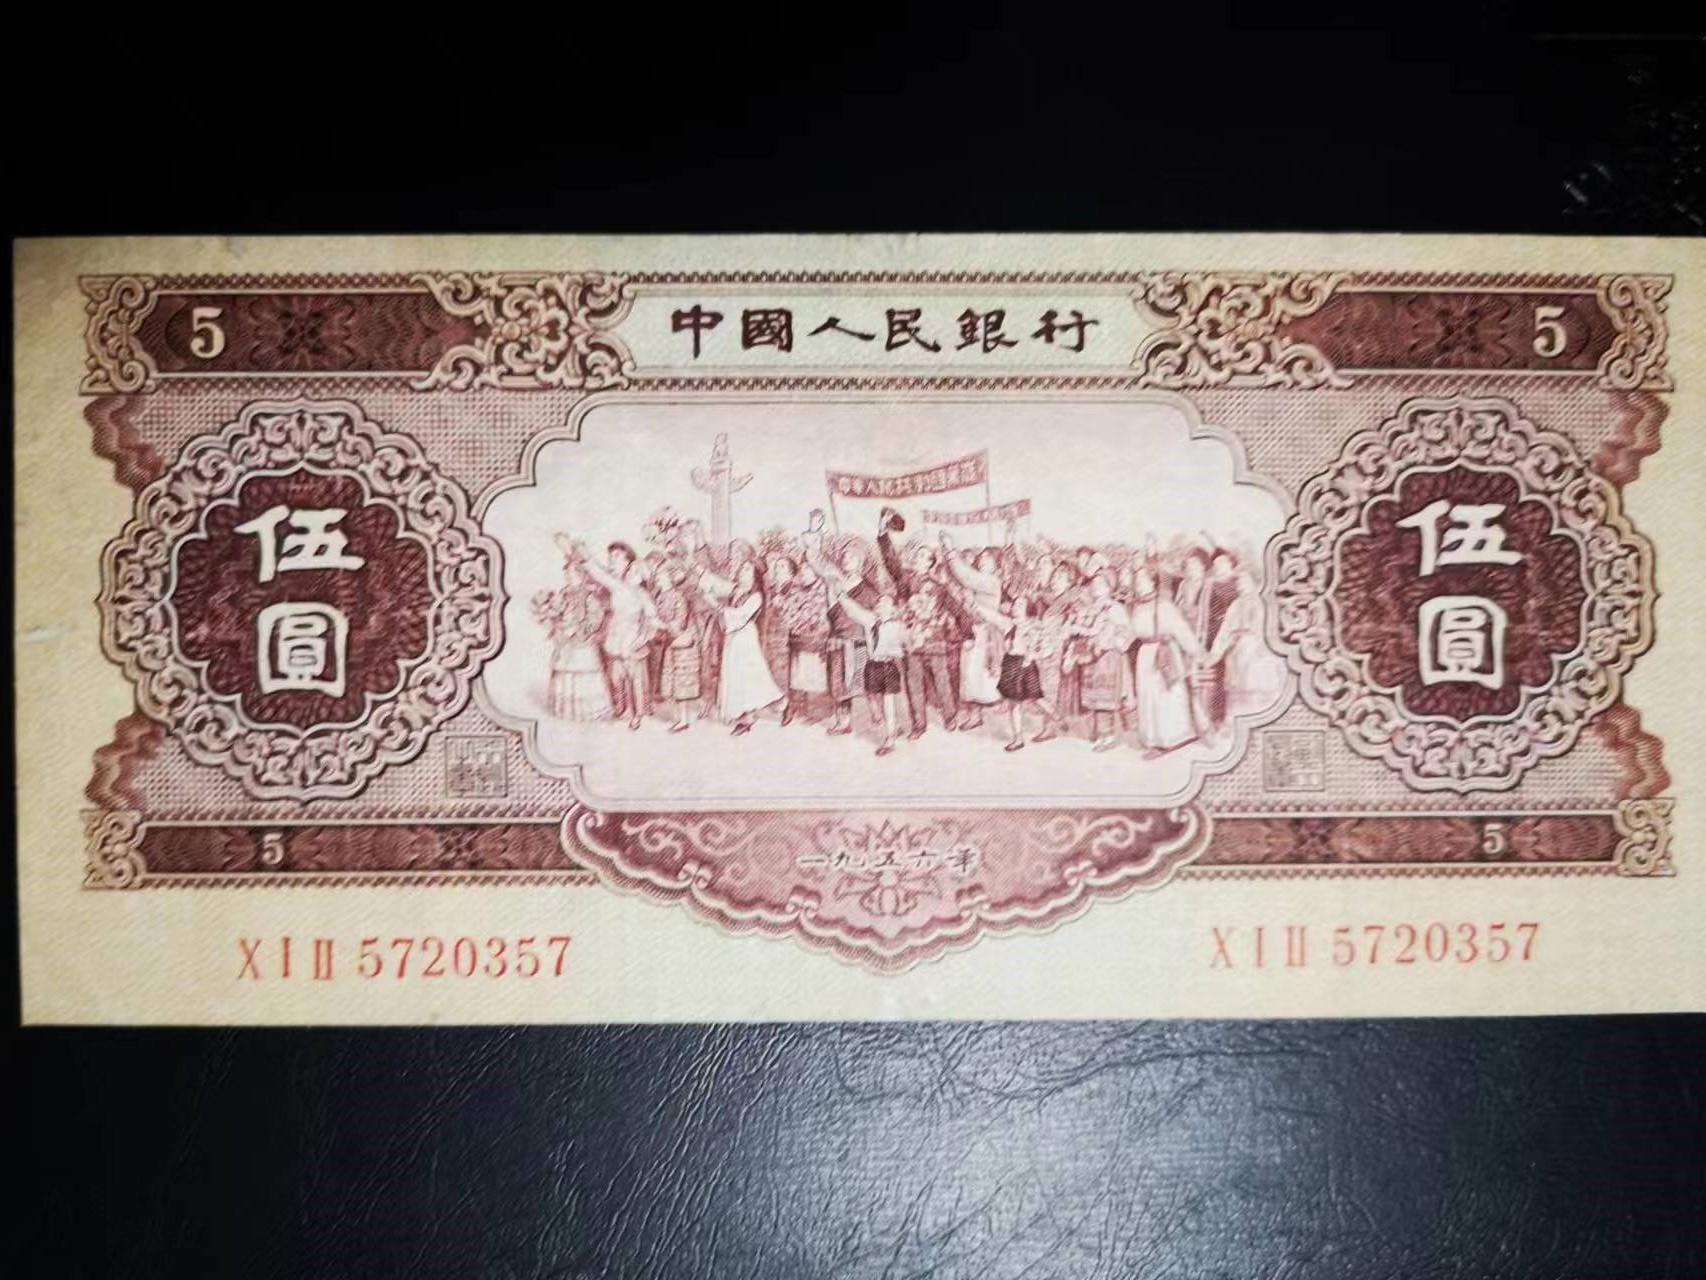 5 中國人民銀行 5
伍圓 伍圓
5 一九五六年 5
X I II 5720357 X I II 5720357